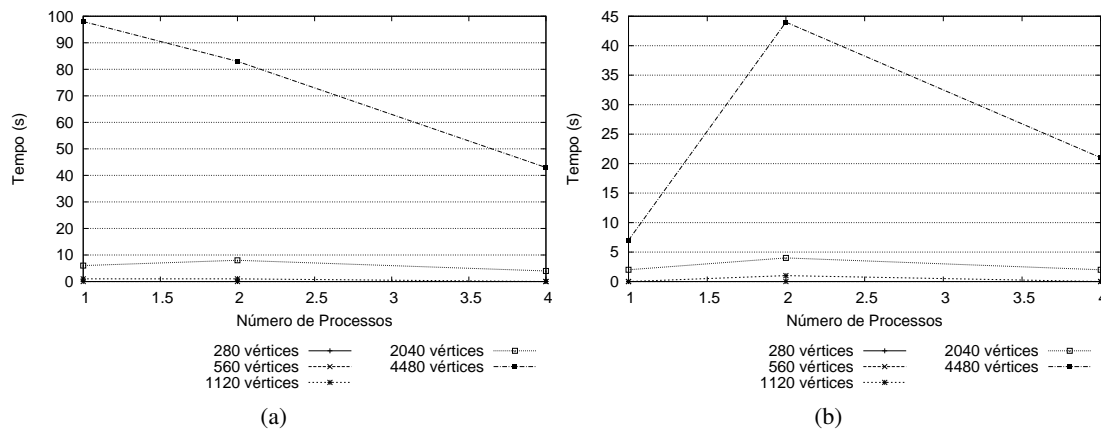 100
90
80
70
60
50
40
30
20
10
0
1 1.5 2 2.5 3 3.5 4
Tempo (s)
Número de Processos
280 vértices
560 vértices
1120 vértices
2040 vértices
4480 vértices
(a)
45
40
35
30
25
20
15
10
5
0
1 1.5 2 2.5 3 3.5 4
Tempo (s)
Número de Processos
280 vértices
560 vértices
1120 vértices
2040 vértices
4480 vértices
(b)